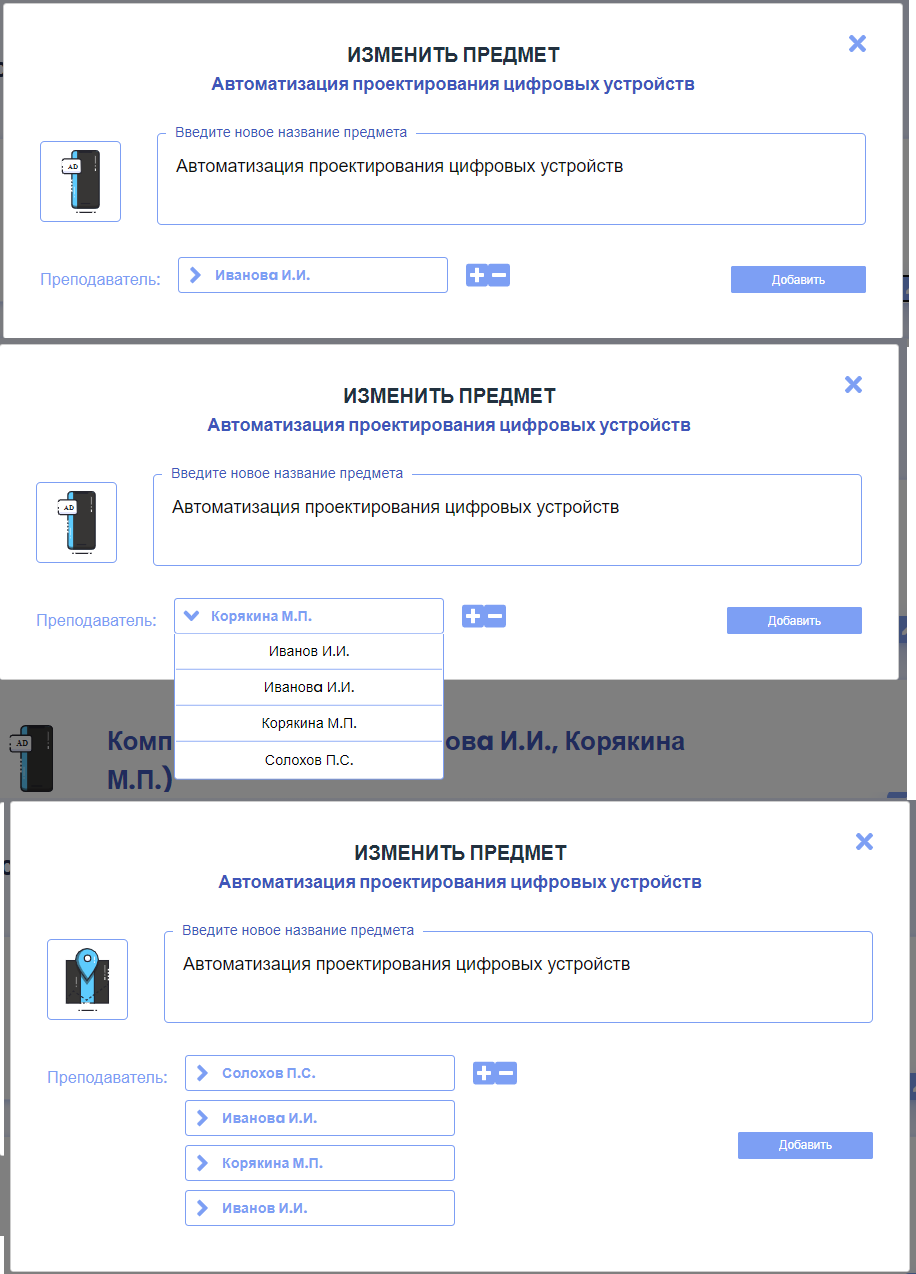 ИЗМЕНИТЬ ПРЕДМЕТ
Автоматизация проектирования цифровых устройств
Введите новое название предмета
AD
Автоматизация проектирования цифровых устройств
Преподаватель:
Иванова И.И.
Добавить
ИЗМЕНИТЬ ПРЕДМЕТ
Автоматизация проектирования цифровых устройств
Введите новое название предмета
AD
Автоматизация проектирования цифровых устройств
Преподаватель:
Корякина М.П.
Добавить
Иванов И.И.
Иванова И.И.
Корякина М.П.
Солохов П.С.
AD
Комп ова И.И., Корякина
М.П.)
ИЗМЕНИТЬ ПРЕДМЕТ
Автоматизация проектирования цифровых устройств
Введите новое название предмета
Автоматизация проектирования цифровых устройств
Преподаватель:
Солохов П.С.
Иванова И.И.
Добавить
Корякина М.П.
Иванов И.И.